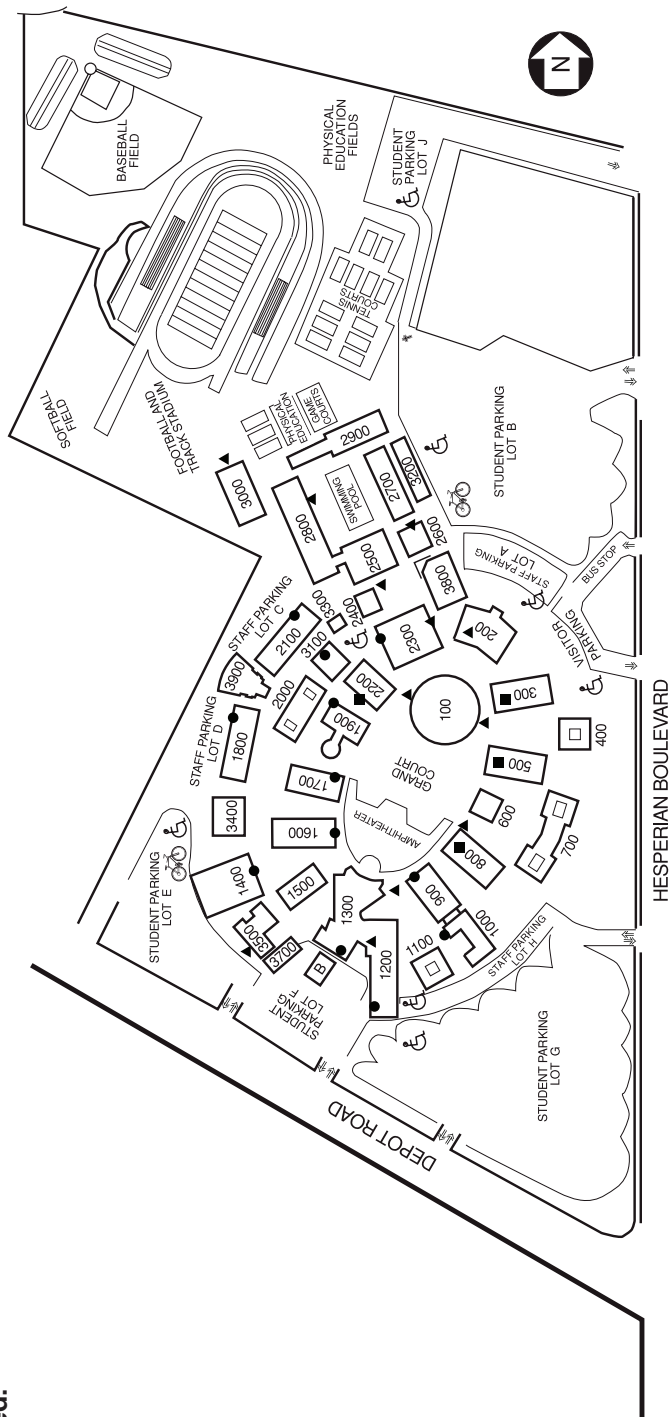 ed.
N
BASEBALL
FIELD
PHYSICAL
EDUCATION
FIELDS
STUDENT
PARKING
LOT J
TENNIS
COURTS
SOFTBALL
FIELD
FOOTBALL AND
TRACK STADIUM
PHYSICAL
EDUCATION
GAME
COURTS
STUDENT PARKING
LOT B
3000
2900
2800
SWIMMING
POOL
2700
3200
2500
2600
STAFF PARKING
LOT A
BUS STOP
VISITOR
PARKING
3800
2400
3300
2300
200
STAFF PARKING
LOT C
2100
3100
3900
2000
2200
1900
100
300
400
STAFF PARKING
LOT D
1800
1700
GRAND
COURT
500
600
700
3400
1600
AMPHITHEATER
800
STUDENT PARKING
LOT E
1400
1500
1300
900
1000
3500
3700
B
1200
1100
STAFF PARKING
LOT H
STUDENT
PARKING
LOT F
STUDENT PARKING
LOT G
DEPOT ROAD
HESPERIAN BOULEVARD